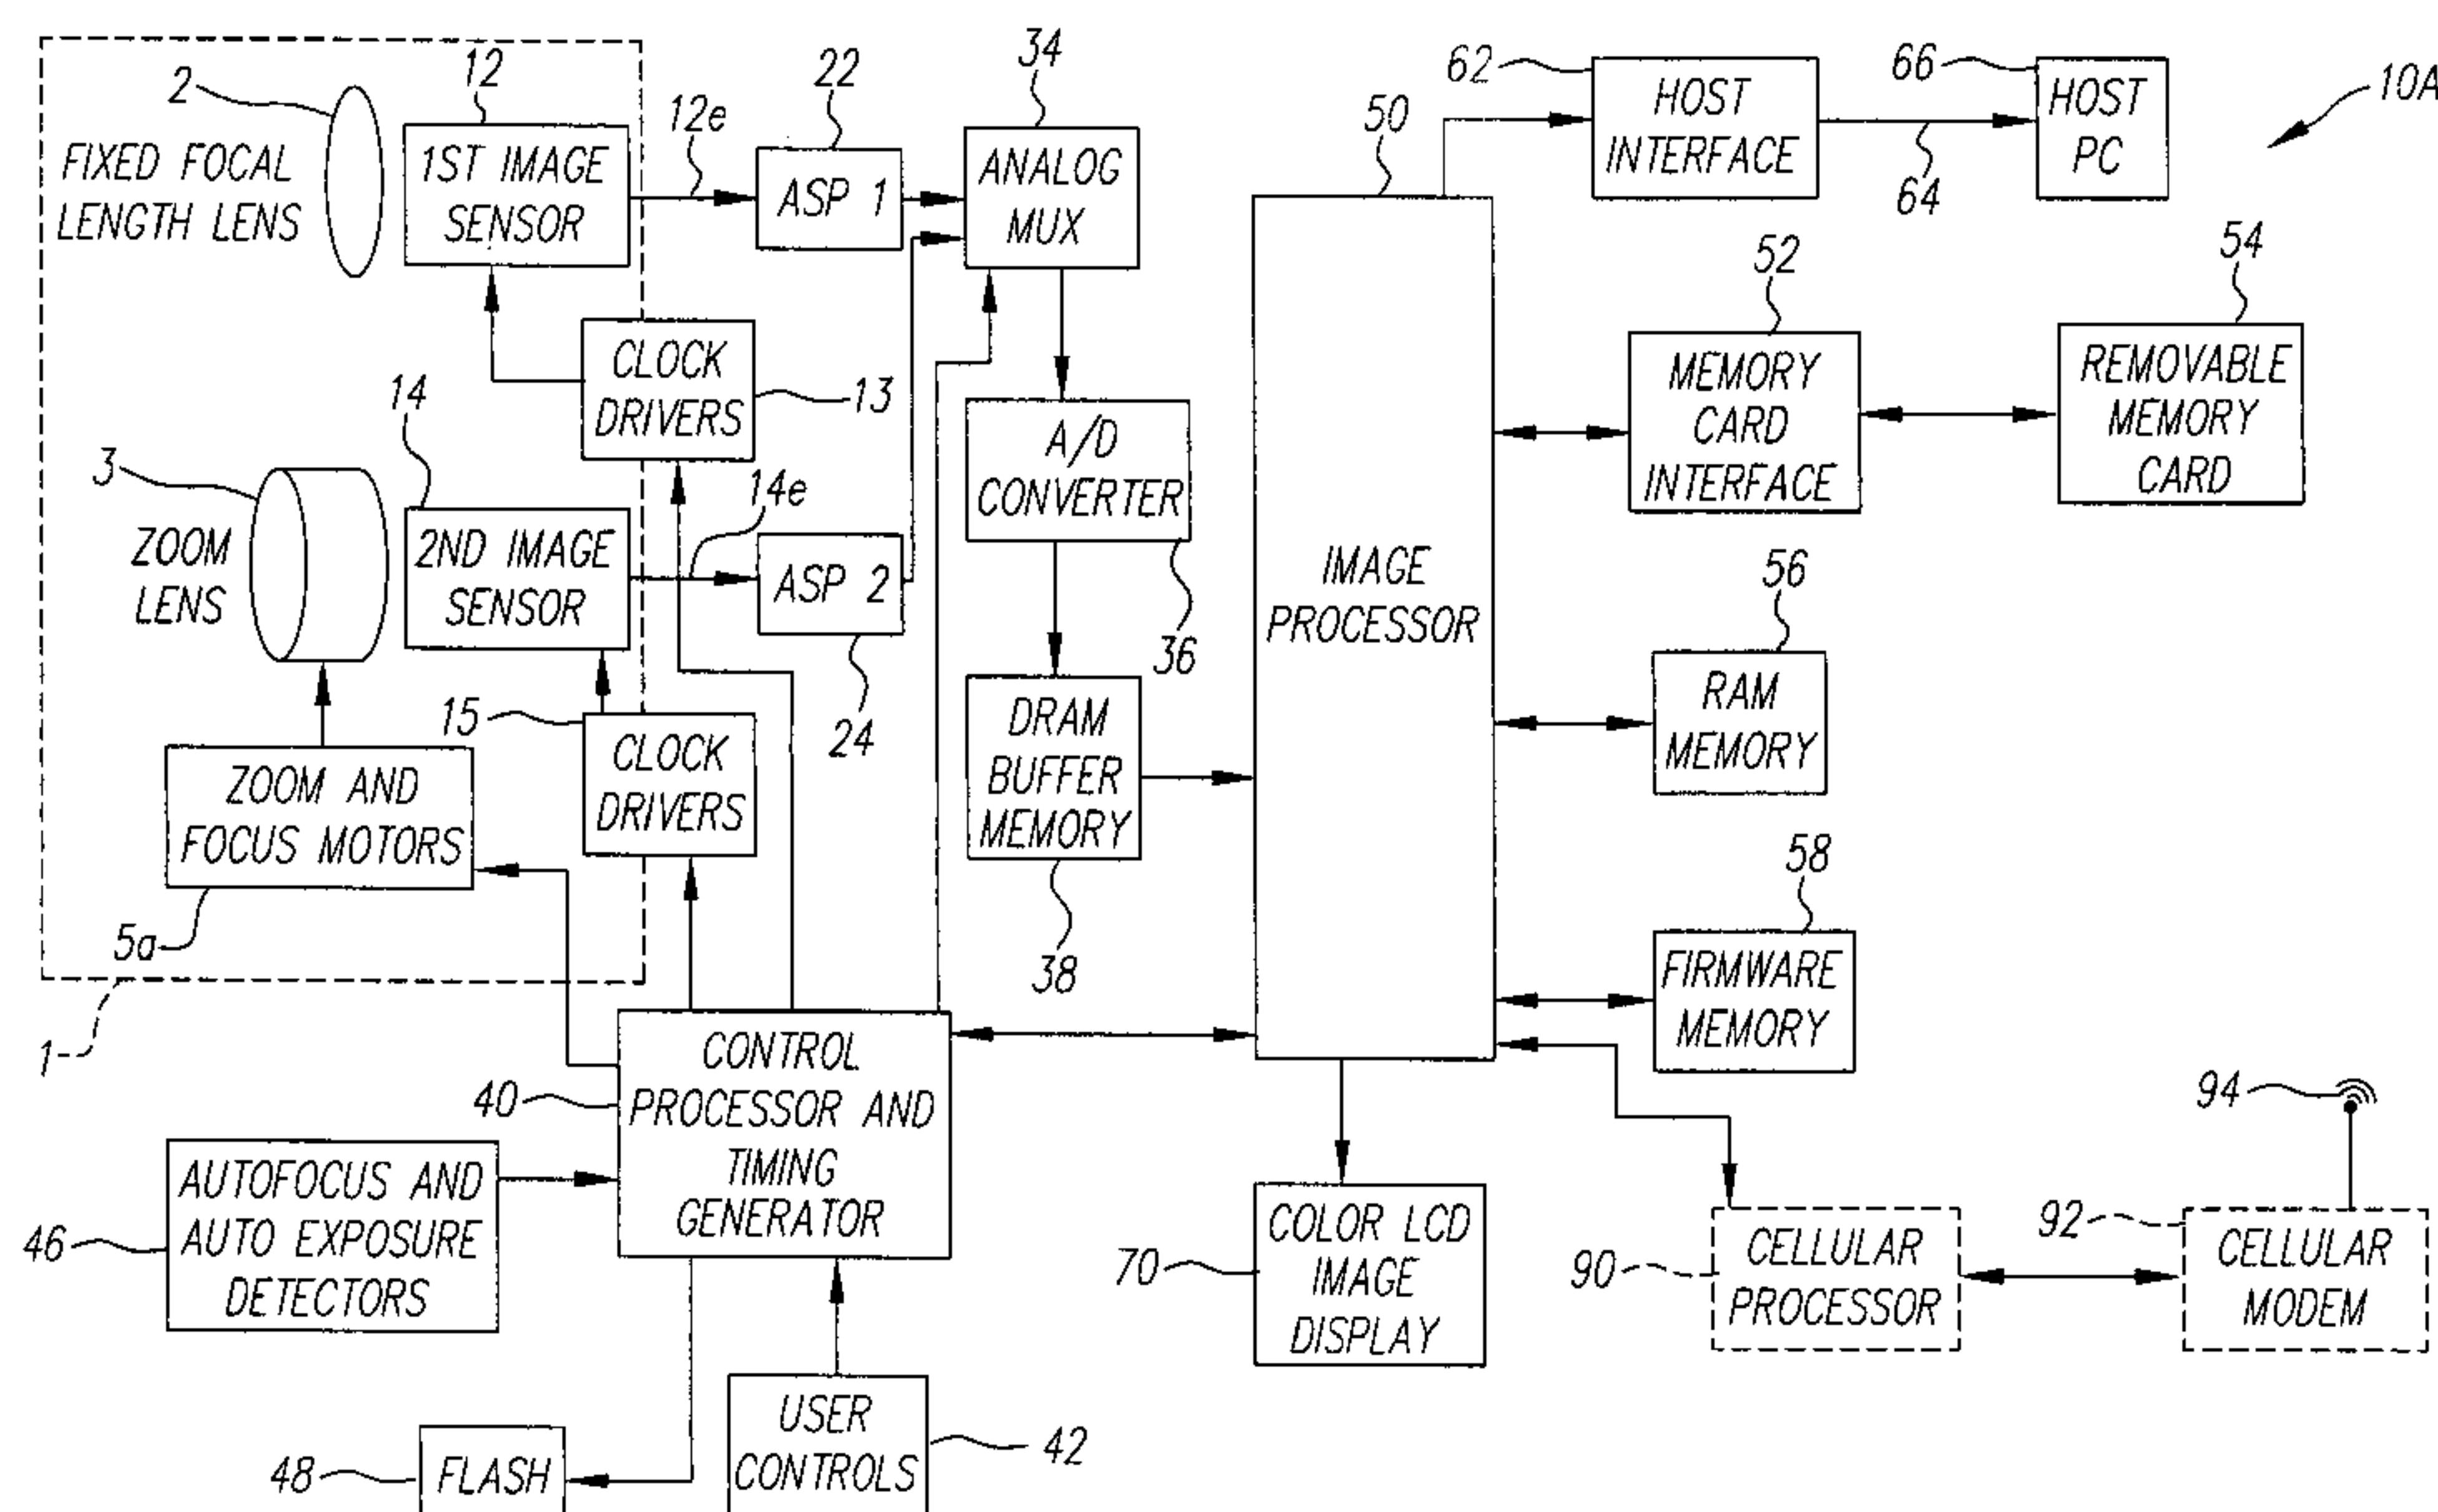 10A
1
2
FIXED FOCAL
LENGTH LENS
12
1ST IMAGE
SENSOR
12e
22
ASP 1
34
ANALOG
MUX
CLOCK
DRIVERS
13
3
ZOOM
LENS
14
2ND IMAGE
SENSOR
14e
ASP 2
24
15
CLOCK
DRIVERS
ZOOM AND
FOCUS MOTORS
5a
A/D
CONVERTER
36
DRAM
BUFFER
MEMORY
38
40
CONTROL
PROCESSOR AND
TIMING
GENERATOR
46
AUTOFOCUS AND
AUTO EXPOSURE
DETECTORS
48
FLASH
USER
CONTROLS
42
50
IMAGE
PROCESSOR
62
HOST
INTERFACE
64
66
HOST
PC
52
MEMORY
CARD
INTERFACE
54
REMOVABLE
MEMORY
CARD
56
RAM
MEMORY
58
FIRMWARE
MEMORY
70
COLOR LCD
IMAGE
DISPLAY
90
CELLULAR
PROCESSOR
92
CELLULAR
MODEM
94